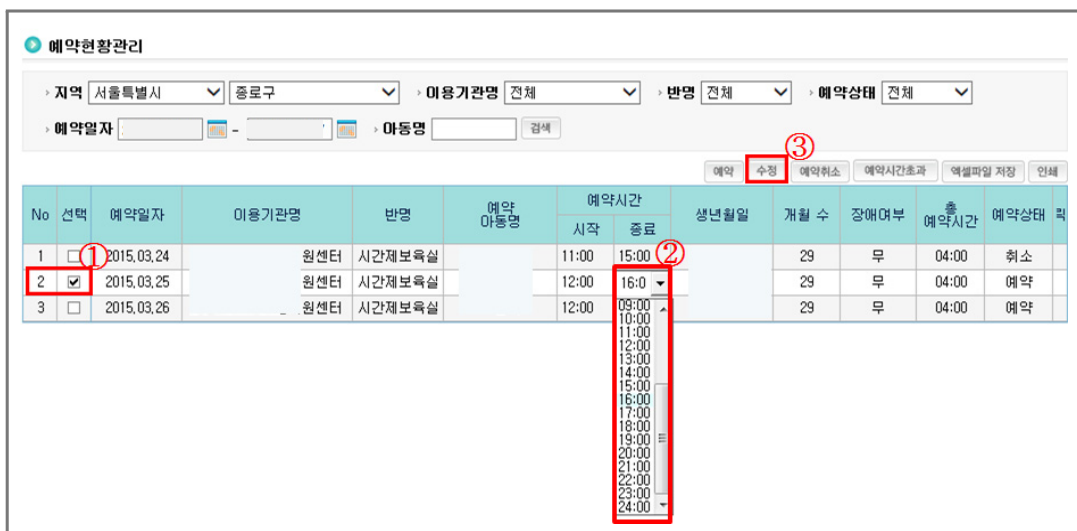 예약현황관리
지역 서울특별시 종로구 이용기관명 전체 반명 전체 예약상태 전체
예약일자 - 아동명 검색
③
예약 수정 예약취소 예약시간초과 엑셀파일 저장 인쇄
No 선택 예약일자 이용기관명 반명 예약아동명 예약시간 생년월일 개월 수 장애여부 총예약시간 예약상태
시작 종료
① ②
1 2015.03.24 원센터 시간제보육실 11:00 15:00 29 무 04:00 취소
2 2015.03.25 원센터 시간제보육실 12:00 16:0 29 무 04:00 예약
3 2015.03.26 원센터 시간제보육실 12:00 29 무 04:00 예약
09:00
10:00
11:00
12:00
13:00
14:00
15:00
16:00
17:00
18:00
19:00
20:00
21:00
22:00
23:00
24:00